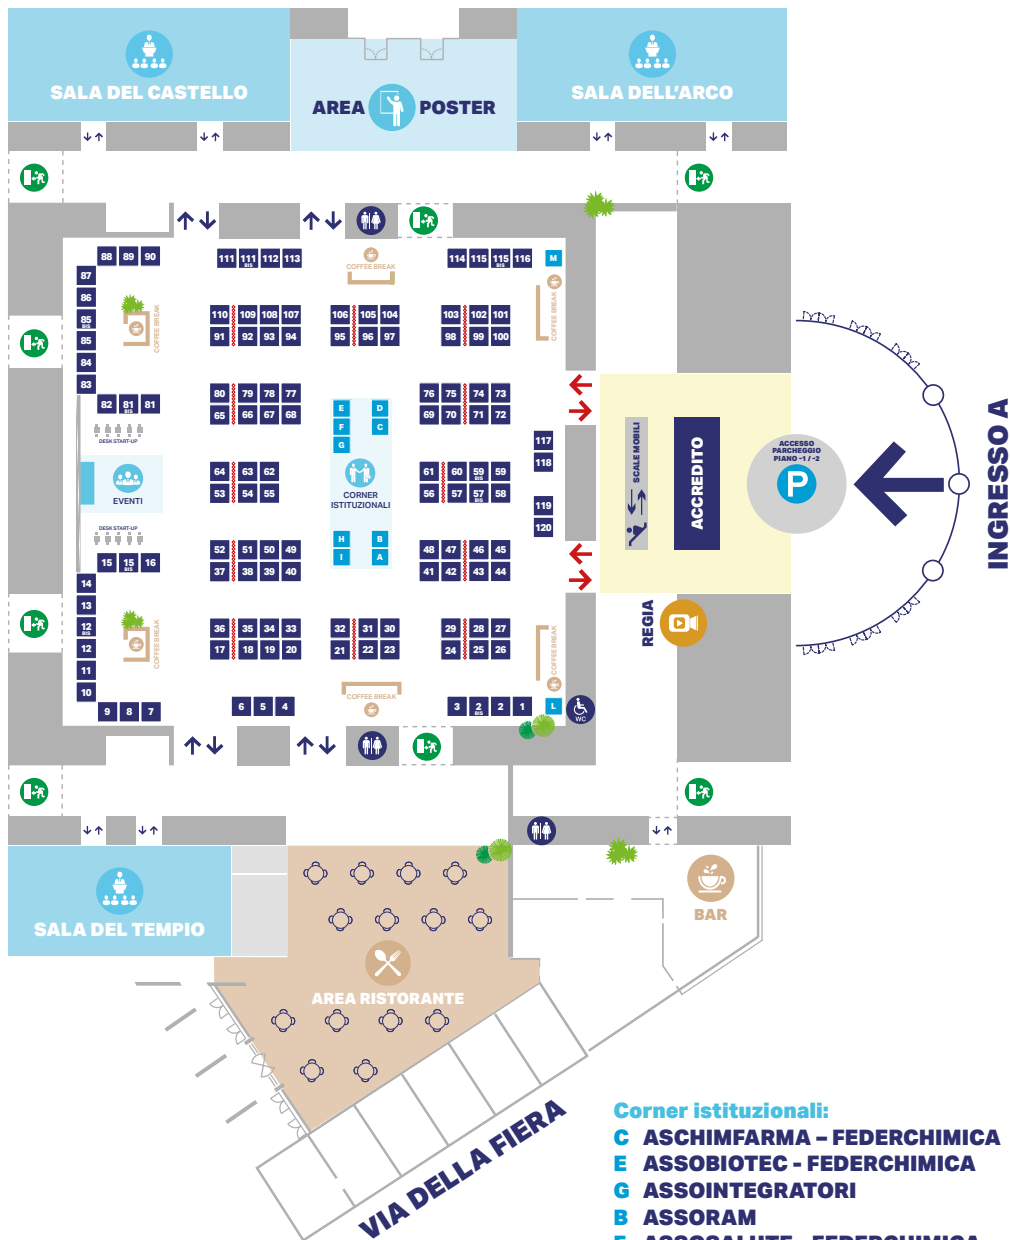 SALA DEL CASTELLO
AREA POSTER
SALA DELL'ARCO
88 89 90
111 111 BIS 112 113
COFFEE BREAK
114 115 115 BIS 116
M
87
86
85 BIS
85
84
83
COFFEE BREAK
110 109 108 107
91 92 93 94
106 105 104
95 96 97
103 102 101
98 99 100
COFFEE BREAK
82 81 BIS 81
80 79 78 77
65 66 67 68
E D
F C
G
76 75 74 73
69 70 71 72
DESK START-UP
117
118
EVENTI
64 63 62
53 54 55
CORNER
ISTITUZIONALI
61 60 59 BIS 59
56 57 57 BIS 58
119
120
SCALE MOBILI
ACCREDITO
ACCESSO
PARCHEGGIO
PIANO -1 / -2
P
INGRESSO A
DESK START-UP
H B
I A
15 15 BIS 16
52 51 50 49
37 38 39 40
48 47 46 45
41 42 43 44
14
13
12 BIS
12
11
10
COFFEE BREAK
36 35 34 33
17 18 19 20
32 31 30
21 22 23
29 28 27
24 25 26
COFFEE BREAK
REGIA
9 8 7
6 5 4
COFFEE BREAK
3 2 BIS 2 1
L
WC
SALA DEL TEMPIO
BAR
AREA RISTORANTE
VIA DELLA FIERA
Corner istituzionali:
C ASCHIMFARMA – FEDERCHIMICA
E ASSOBIOTEC - FEDERCHIMICA
G ASSOINTEGRATORI
B ASSORAM
ASSOSALUTE - FEDERCHIMICA